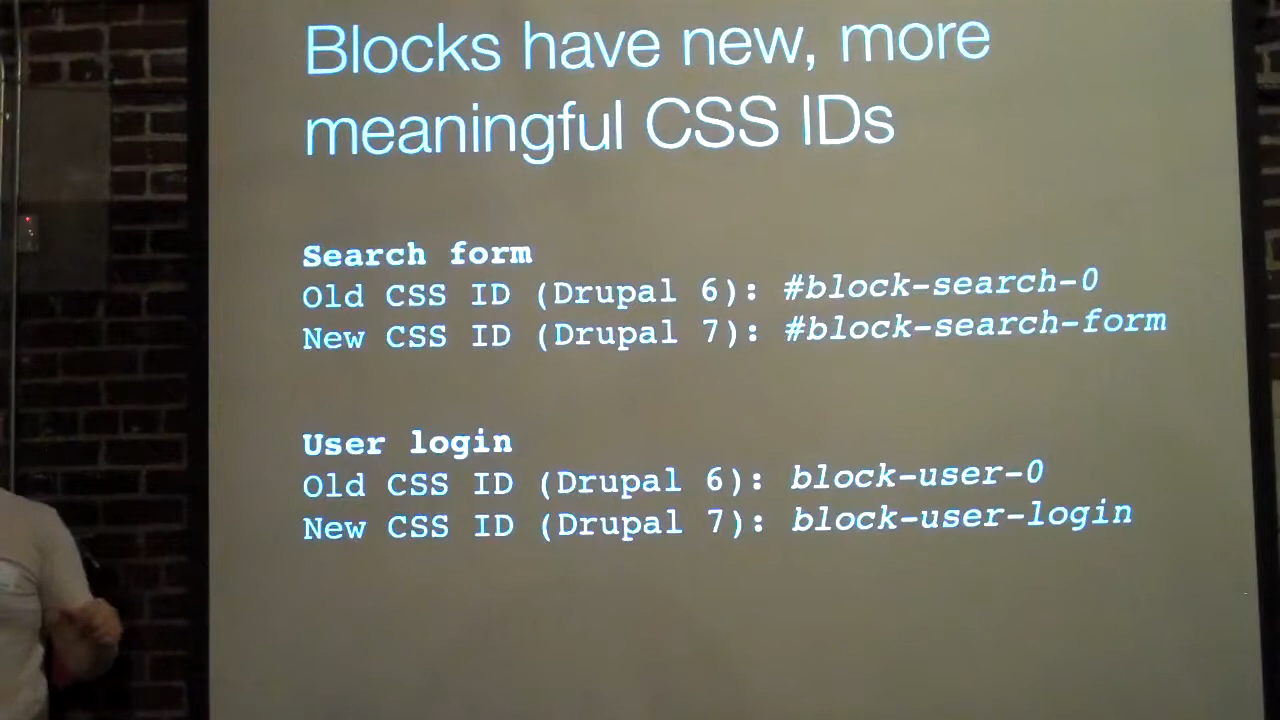 Blocks have new, more
meaningful CSS IDs
Search form
Old CSS ID (Drupal 6): #block-search-0
New CSS ID (Drupal 7): #block-search-form
User login
Old CSS ID (Drupal 6): block-user-0
New CSS ID (Drupal 7): block-user-login